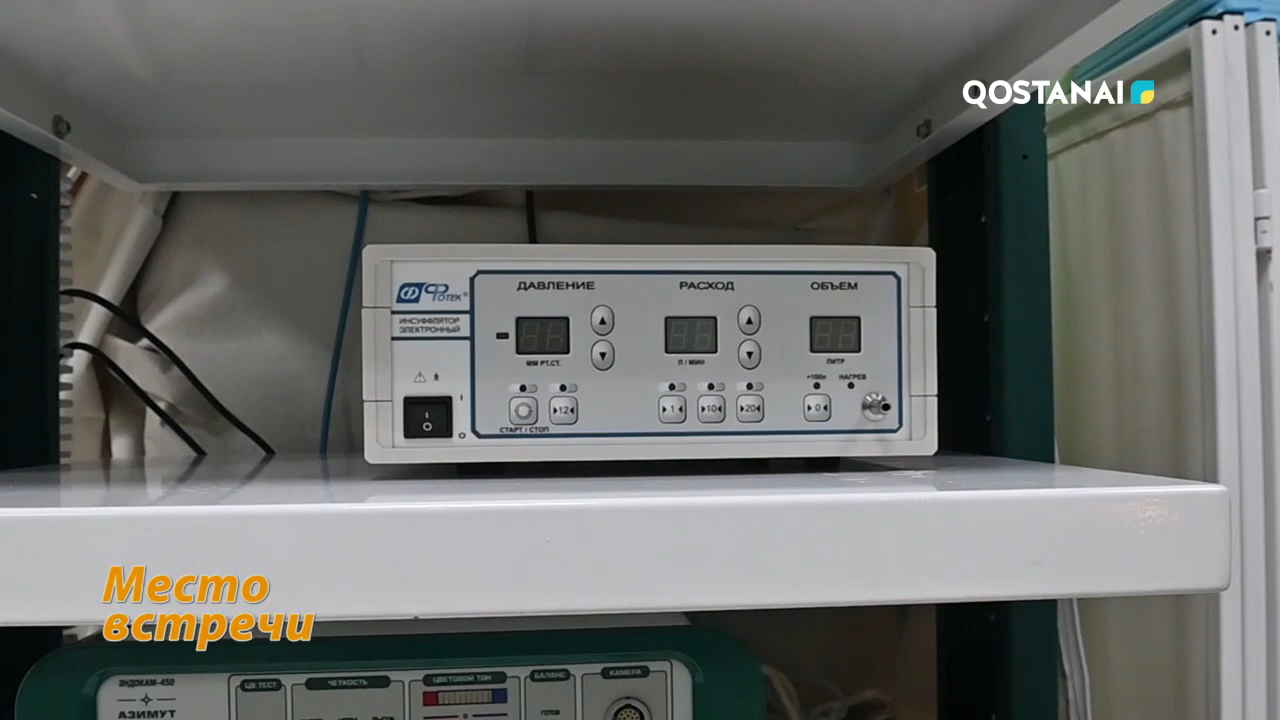 QOSTANAI
ФОТЕК®
ИНСУФФЛЯТОР
ЭЛЕКТРОННЫЙ
ДАВЛЕНИЕ
РАСХОД
ОБЪЕМ
ММ РТ.СТ.
Л / МИН
ЛИТР
+100л
НАГРЕВ
12
1
10
20
0
СТАРТ / СТОП
Место
встречи
ЭНДОКАМ-450
АЗИМУТ
ЦВ ТЕСТ
ЧЕТКОСТЬ
ЦВЕТОВОЙ ТОН
БАЛАНС
КАМЕРА
ГОТОВ